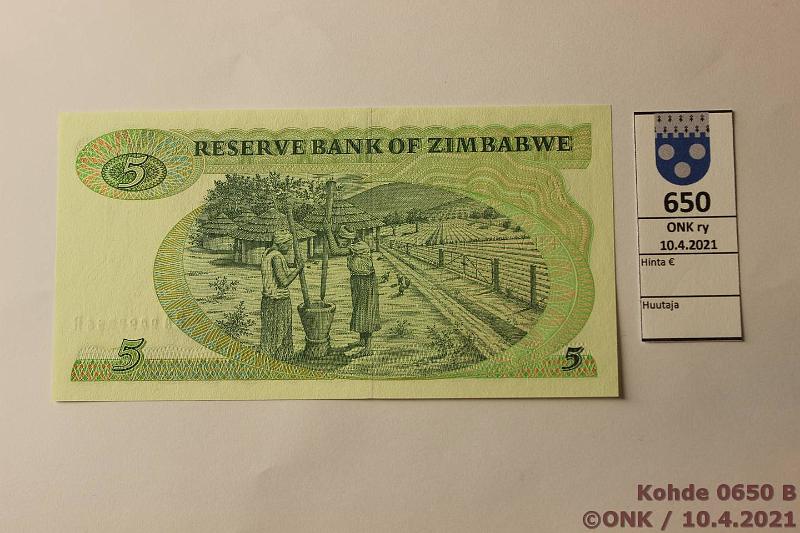 RESERVE BANK OF ZIMBABWE
5
5
5
650
ONK ry
10.4.2021
Hinta €
Huutaja
Kohde 0650 B
©ONK / 10.4.2021